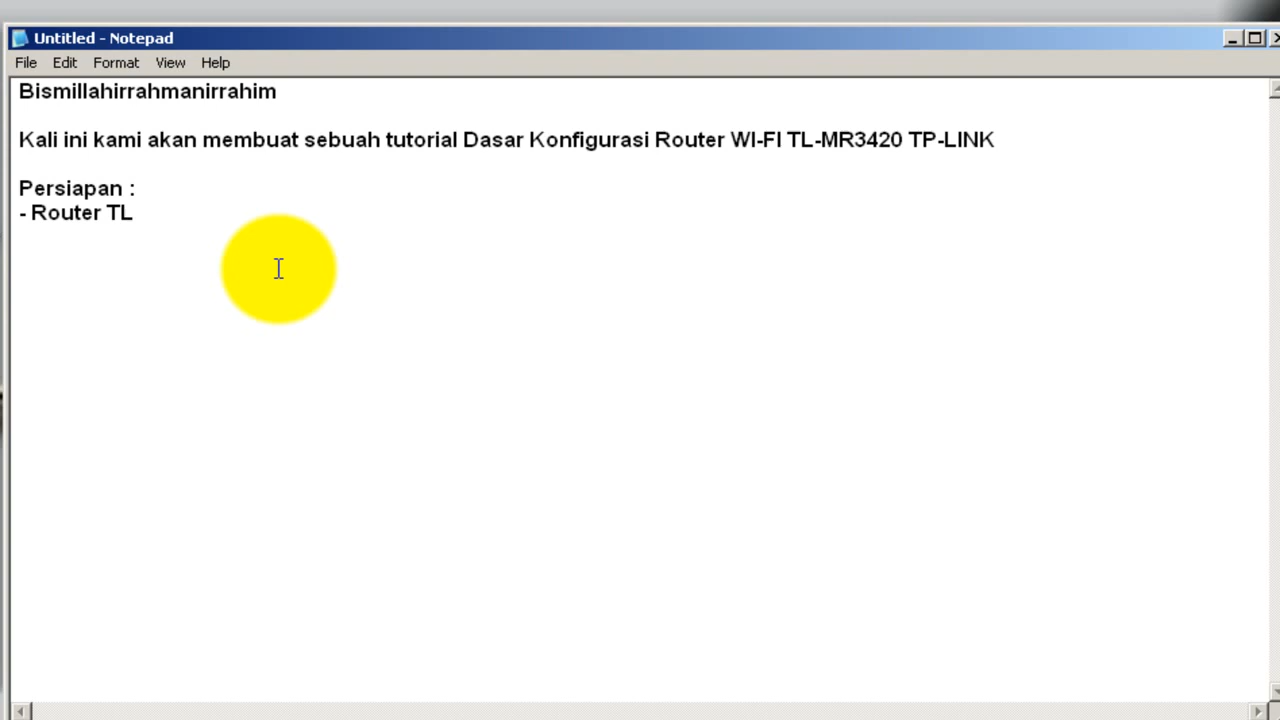 Untitled - Notepad
File Edit Format View Help
Bismillahirrahmanirrahim
Kali ini kami akan membuat sebuah tutorial Dasar Konfigurasi Router WI-FI TL-MR3420 TP-LINK
Persiapan :
- Router TL